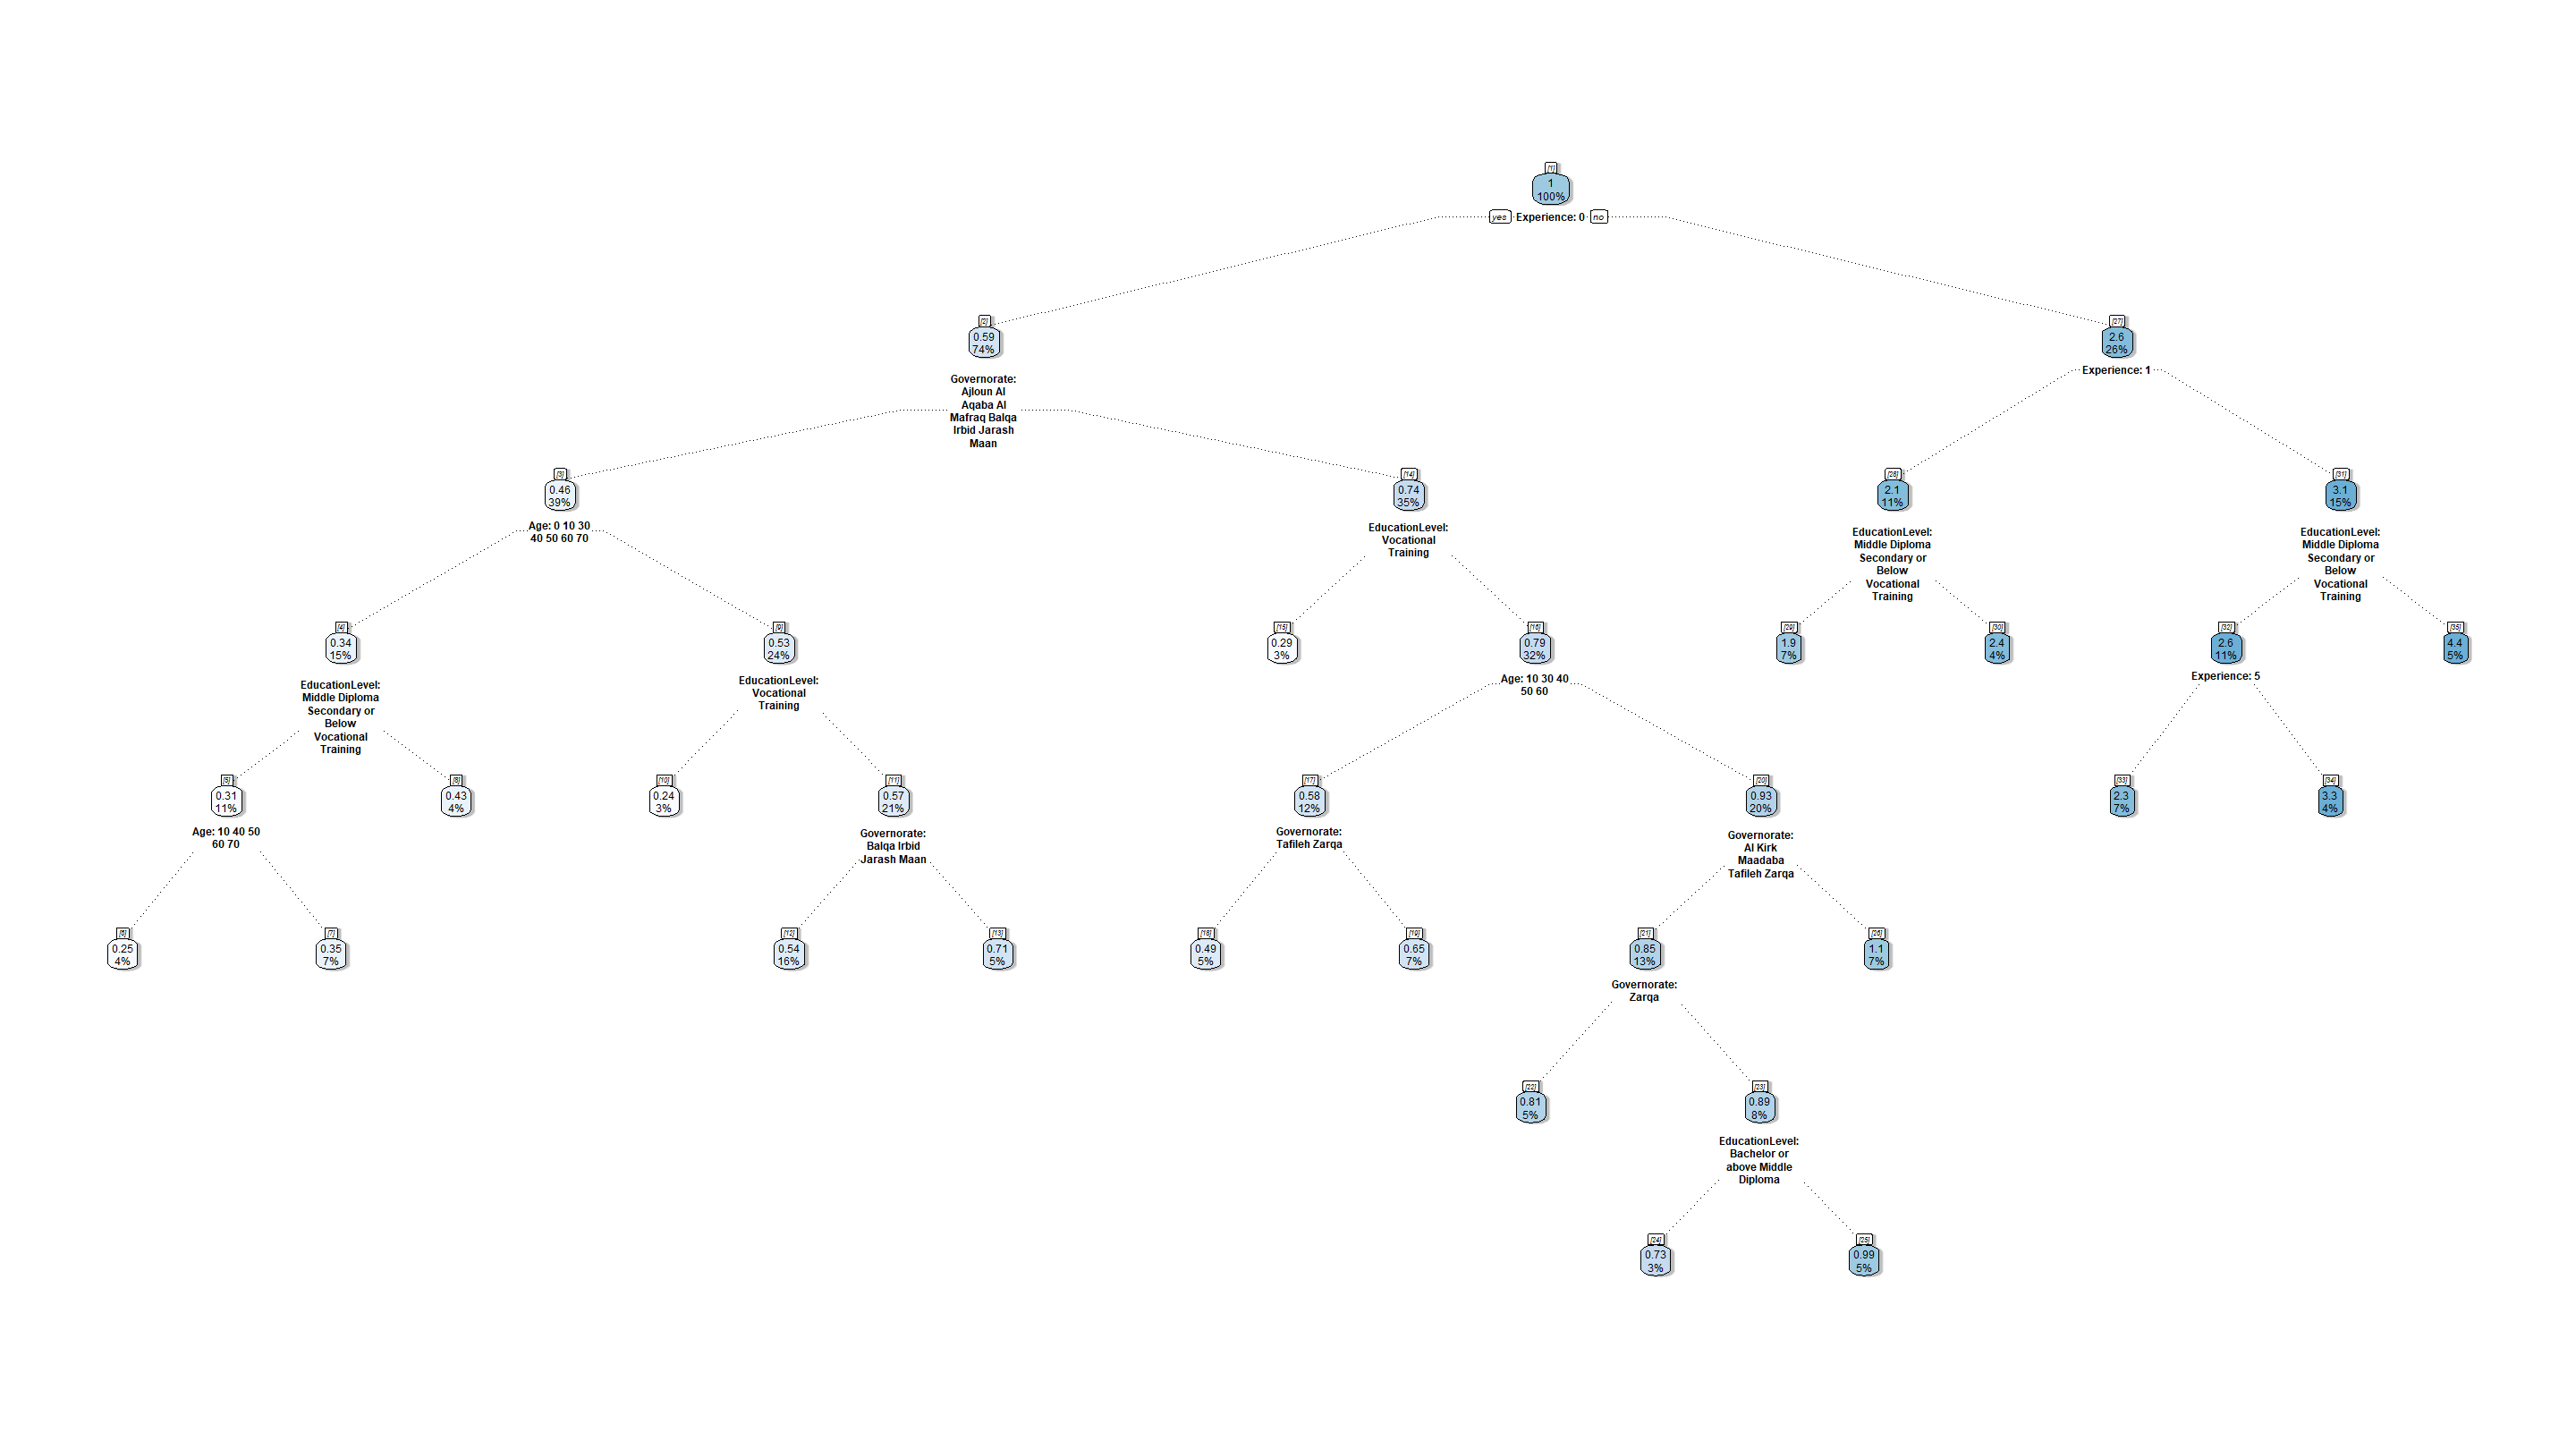 [1]
1
100%
yes Experience: 0 no
[2]
0.59
74%
[27]
2.6
26%
Governorate:
Ajloun Al
Aqaba Al
Mafraq Balqa
Irbid Jarash
Maan
Experience: 1
[3]
0.46
39%
[14]
0.74
35%
[28]
2.1
11%
[31]
3.1
15%
Age: 0 10 30
40 50 60 70
EducationLevel:
Vocational
Training
EducationLevel:
Middle Diploma
Secondary or
Below
Vocational
Training
EducationLevel:
Middle Diploma
Secondary or
Below
Vocational
Training
[4]
0.34
15%
[9]
0.53
24%
[15]
0.29
3%
[16]
0.79
32%
[29]
1.9
7%
[30]
2.4
4%
[32]
2.6
11%
[35]
4.4
5%
EducationLevel:
Middle Diploma
Secondary or
Below
Vocational
Training
EducationLevel:
Vocational
Training
Age: 10 30 40
50 60
Experience: 5
[5]
0.31
11%
[8]
0.43
4%
[10]
0.24
3%
[11]
0.57
21%
[17]
0.58
12%
[20]
0.93
20%
[33]
2.3
7%
[34]
3.3
4%
Age: 10 40 50
60 70
Governorate:
Balqa Irbid
Jarash Maan
Governorate:
Tafileh Zarqa
Governorate:
Al Kirk
Maadaba
Tafileh Zarqa
[6]
0.25
4%
[7]
0.35
7%
[12]
0.54
16%
[13]
0.71
5%
[18]
0.49
5%
[19]
0.65
7%
[21]
0.85
13%
[26]
1.1
7%
Governorate:
Zarqa
[22]
0.81
5%
[23]
0.89
8%
EducationLevel:
Bachelor or
above Middle
Diploma
[24]
0.73
3%
[25]
0.99
5%